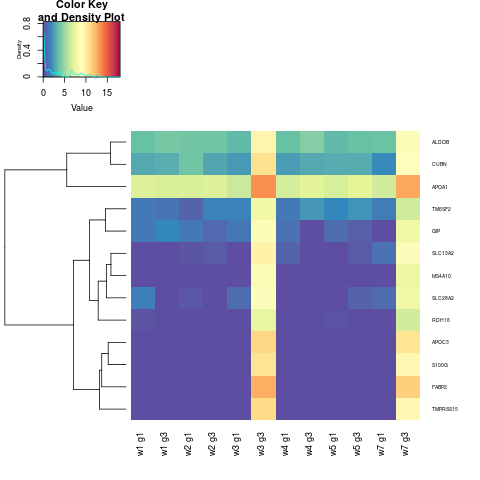 Color Key
and Density Plot
Density
0 0.4 0.8
0 5 10 15
Value
ALDOB
CUBN
APOA1
TM6SF2
GIP
SLC13A2
MS4A10
SLC28A2
RDH16
APOC3
S100G
FABP2
TMPRSS15
w1 g1 w1 g3 w2 g1 w2 g3 w3 g1 w3 g3 w4 g1 w4 g3 w5 g1 w5 g3 w7 g1 w7 g3